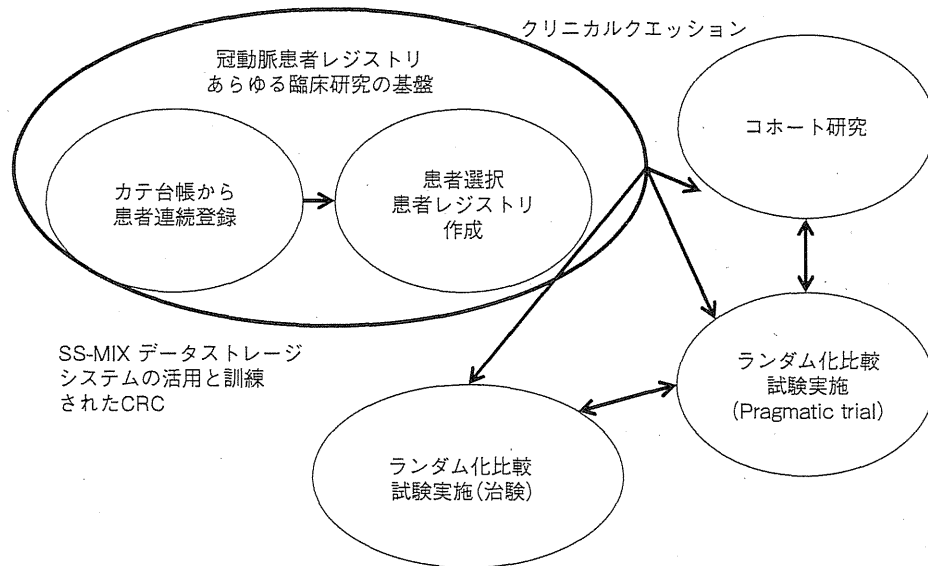 クリニカルクエッション
冠動脈患者レジストリ
あらゆる臨床研究の基盤
カテ台帳から
患者連続登録
患者選択
患者レジストリ
作成
コホート研究
SS-MIX データストレージ
システムの活用と訓練
されたCRC
ランダム化比較
試験実施
(Pragmatic trial)
ランダム化比較
試験実施(治験)